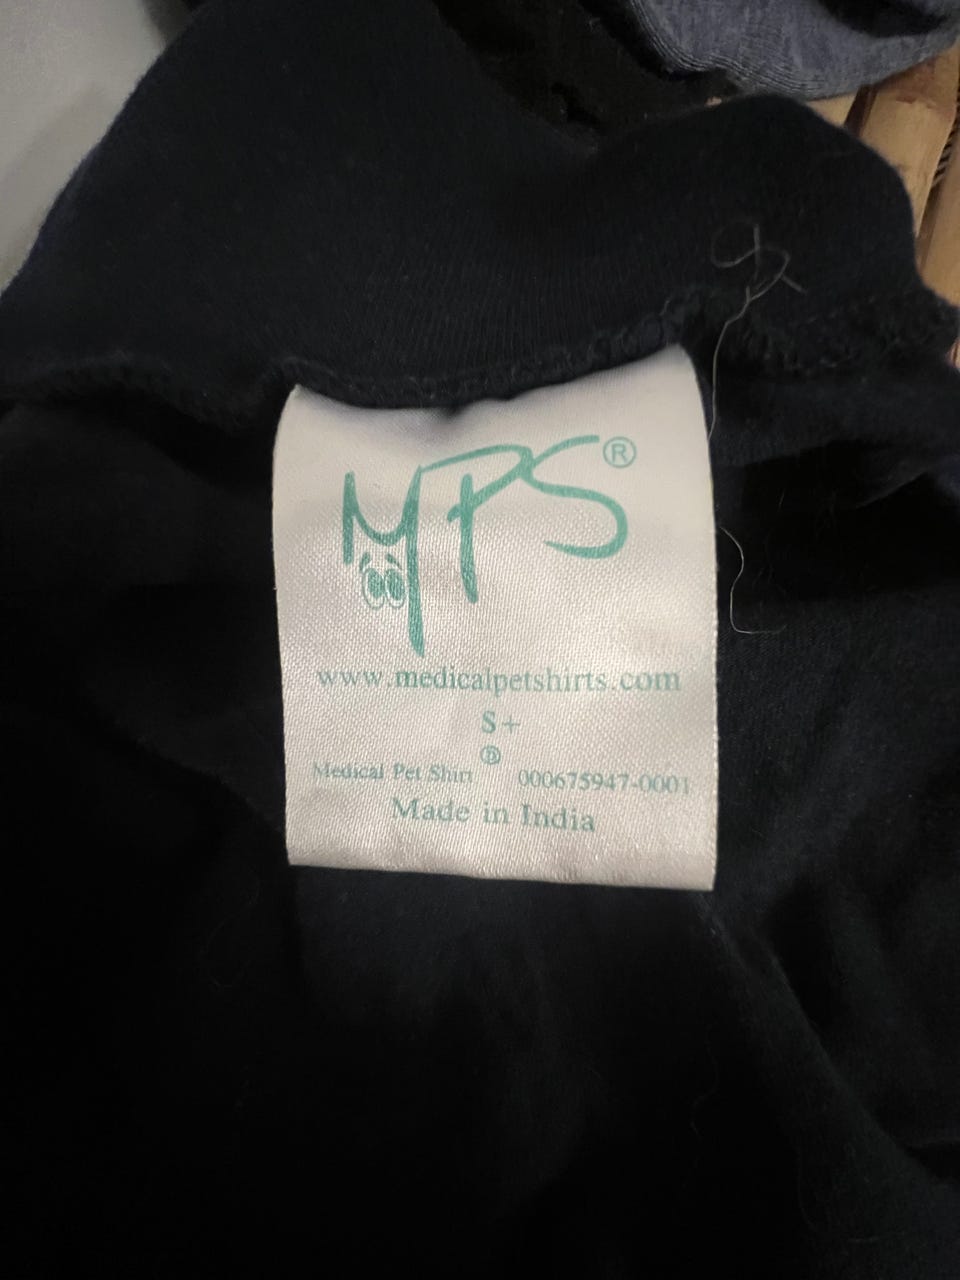 MPS®
www.medicalpetshirts.com
S+
Medical Pet Shirt ® 000675947-0001
Made in India